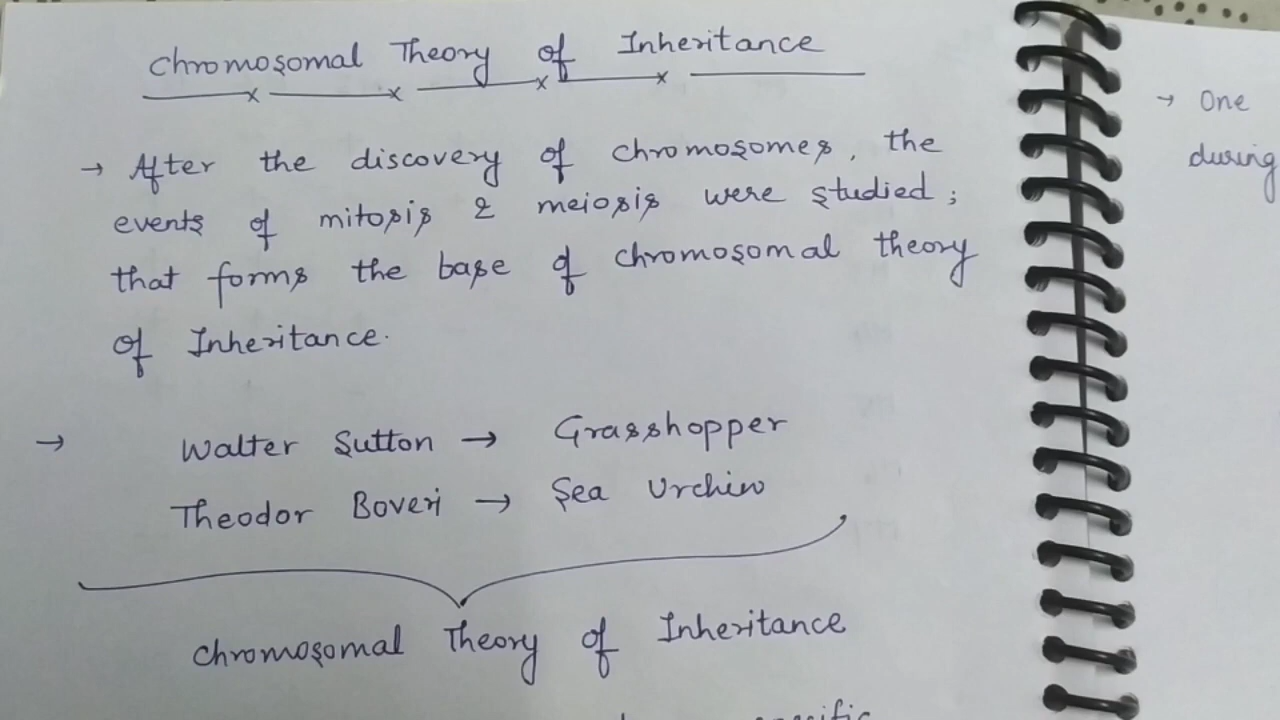 Chromosomal Theory of Inheritance
→ After the discovery of chromosomes, the
events of mitosis & meiosis were studied;
that forms the base of chromosomal theory
of Inheritance.
→ Walter Sutton → Grasshopper
Theodor Boveri → Sea Urchin
Chromosomal Theory of Inheritance
→ One
during